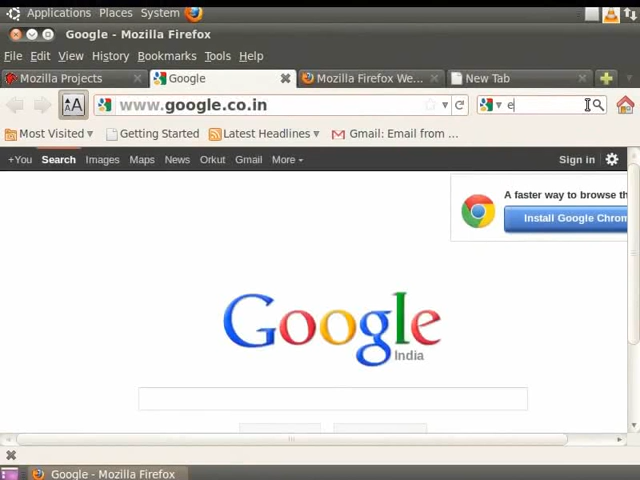 Applications Places System
Google - Mozilla Firefox
File Edit View History Bookmarks Tools Help
Mozilla Projects Google Mozilla Firefox We... New Tab
AA www.google.co.in e
Most Visited Getting Started Latest Headlines Gmail: Email from ...
+You Search Images Maps News Orkut Gmail More Sign in
A faster way to browse th
Install Google Chrom
Google
India
Google - Mozilla Firefox